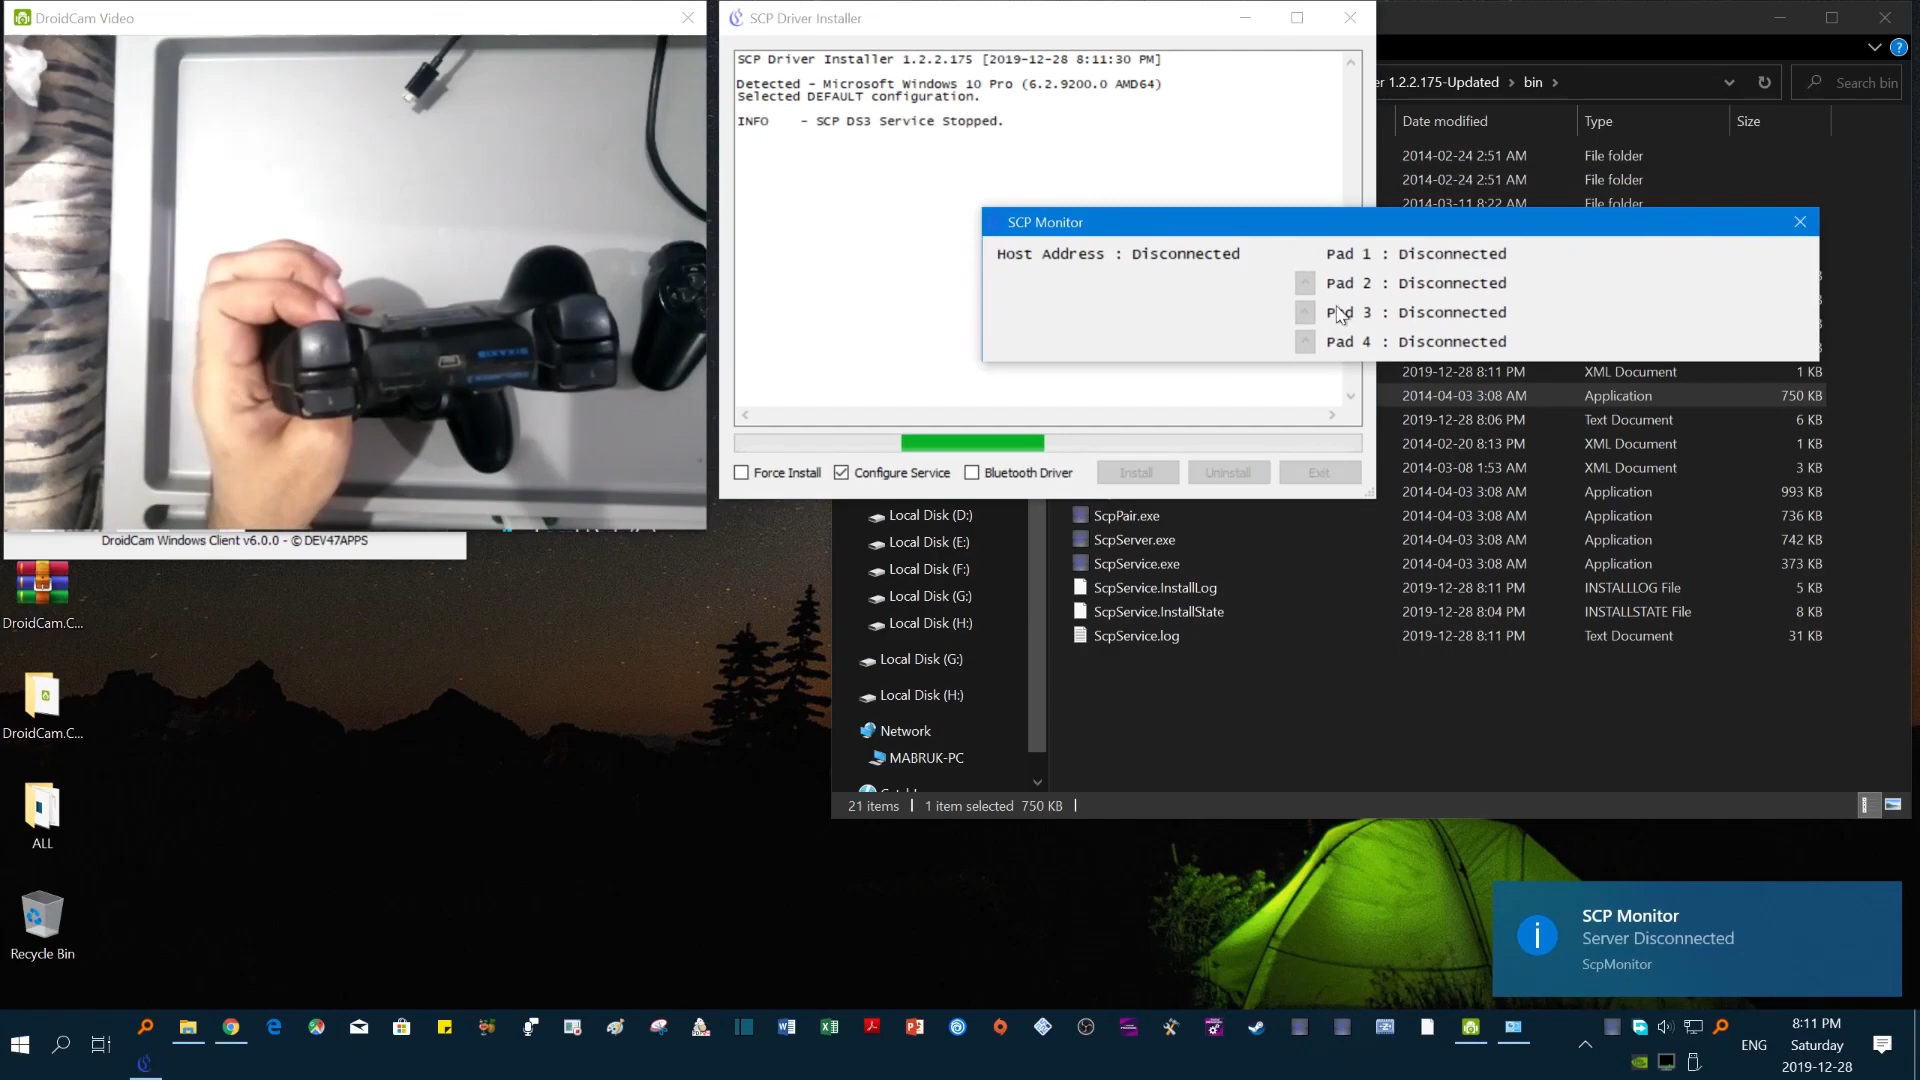 DroidCam Video
SCP Driver Installer
SCP Driver Installer 1.2.2.175 [2019-12-28 8:11:30 PM]
Detected - Microsoft Windows 10 Pro (6.2.9200.0 AMD64)
Selected DEFAULT configuration.
INFO - SCP DS3 Service Stopped.
Force Install
Configure Service
Bluetooth Driver
Install
Uninstall
Exit
SCP Monitor
Host Address : Disconnected
Pad 1 : Disconnected
Pad 2 : Disconnected
Pad 3 : Disconnected
Pad 4 : Disconnected
er 1.2.2.175-Updated > bin >
Search bin
Date modified Type Size
2014-02-24 2:51 AM File folder
2014-02-24 2:51 AM File folder
2014-03-11 8:22 AM File folder
2019-12-28 8:11 PM XML Document 1 KB
2014-04-03 3:08 AM Application 750 KB
2019-12-28 8:06 PM Text Document 6 KB
2014-02-20 8:13 PM XML Document 1 KB
2014-03-08 1:53 AM XML Document 3 KB
2014-04-03 3:08 AM Application 993 KB
ScpPair.exe 2014-04-03 3:08 AM Application 736 KB
ScpServer.exe 2014-04-03 3:08 AM Application 742 KB
ScpService.exe 2014-04-03 3:08 AM Application 373 KB
ScpService.InstallLog 2019-12-28 8:11 PM INSTALLLOG File 5 KB
ScpService.InstallState 2019-12-28 8:04 PM INSTALLSTATE File 8 KB
ScpService.log 2019-12-28 8:11 PM Text Document 31 KB
Local Disk (D:)
Local Disk (E:)
Local Disk (F:)
Local Disk (G:)
Local Disk (H:)
Local Disk (G:)
Local Disk (H:)
Network
MABRUK-PC
21 items 1 item selected 750 KB
DroidCam Windows Client v6.0.0 - © DEV47APPS
DroidCam.C...
DroidCam.C...
ALL
Recycle Bin
SCP Monitor
Server Disconnected
ScpMonitor
ENG
8:11 PM
Saturday
2019-12-28